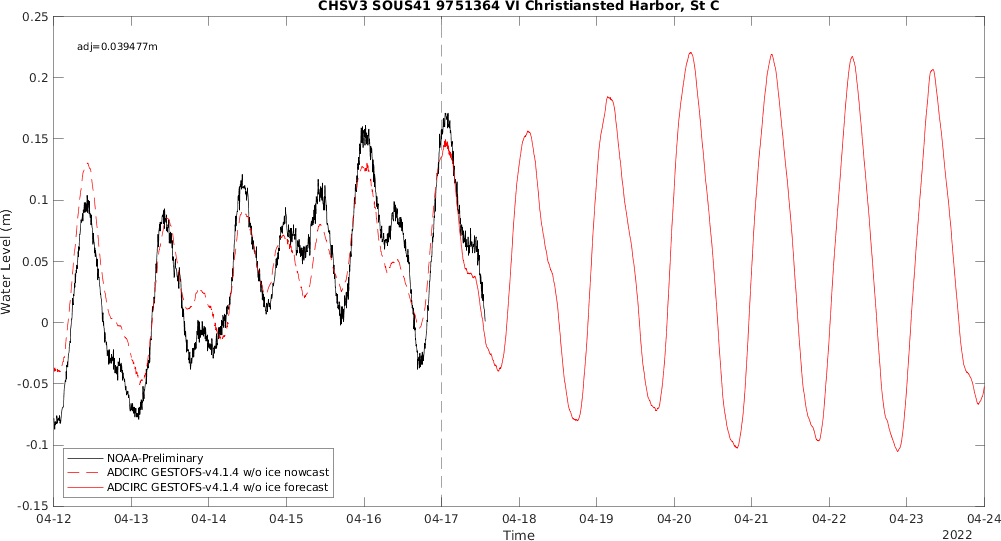 CHSV3 SOUS41 9751364 VI Christiansted Harbor, St C
adj=0.039477m
0.25
0.2
0.15
0.1
0.05
0
-0.05
-0.1
-0.15
Water Level (m)
NOAA-Preliminary
ADCIRC GESTOFS-v4.1.4 w/o ice nowcast
ADCIRC GESTOFS-v4.1.4 w/o ice forecast
04-12 04-13 04-14 04-15 04-16 04-17 04-18 04-19 04-20 04-21 04-22 04-23 04-24
Time
2022